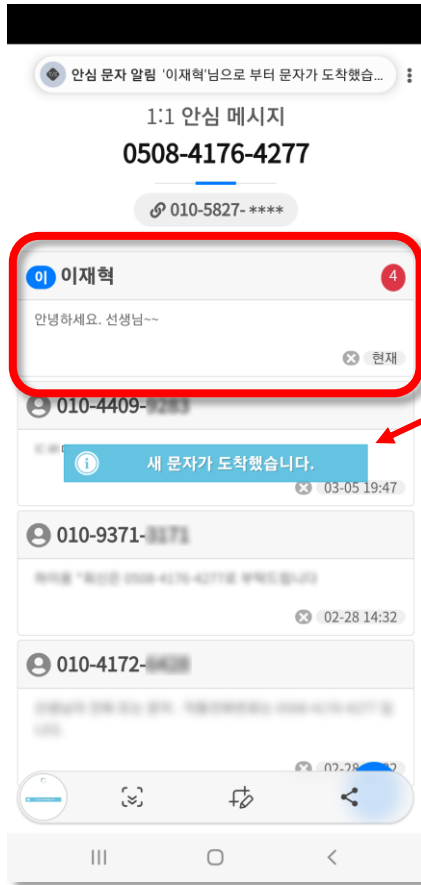 안심 문자 알림 '이재혁'님으로 부터 문자가 도착했습...
1:1 안심 메시지
0508-4176-4277
010-5827- ****
이 이재혁 4
안녕하세요. 선생님~~
현재
010-4409-
새 문자가 도착했습니다.
03-05 19:47
010-9371-
02-28 14:32
010-4172-
02-28